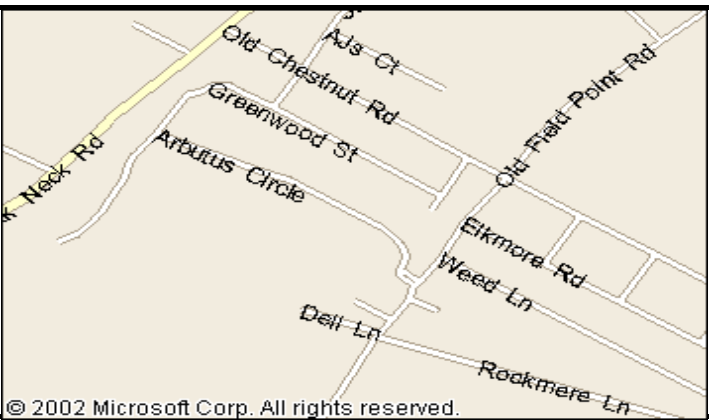 AJs Ct
Old Chestnut Rd
Old Field Point Rd
Greenwood St
Arbutus Circle
k Neck Rd
Elkmore Rd
Weed Ln
Dell Ln
Rockmere Ln
© 2002 Microsoft Corp. All rights reserved.